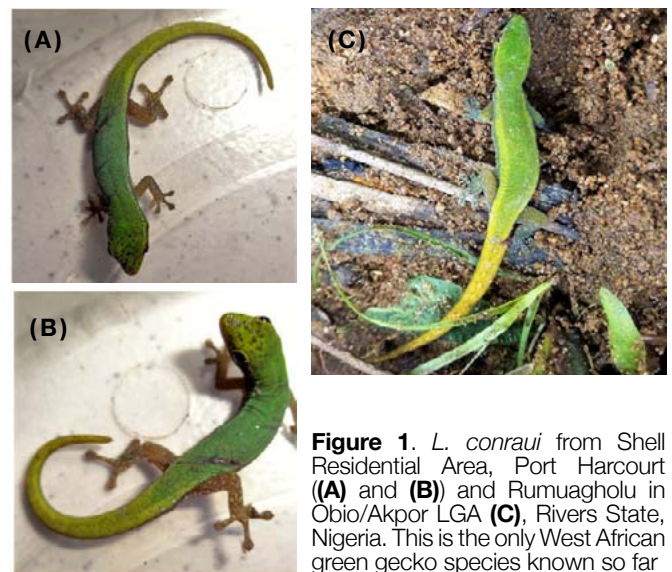 (A)
(C)
(B)
Figure 1. L. conraui from Shell
Residential Area, Port Harcourt
((A) and (B)) and Rumuagholu in
Obio/Akpor LGA (C), Rivers State,
Nigeria. This is the only West African
green gecko species known so far